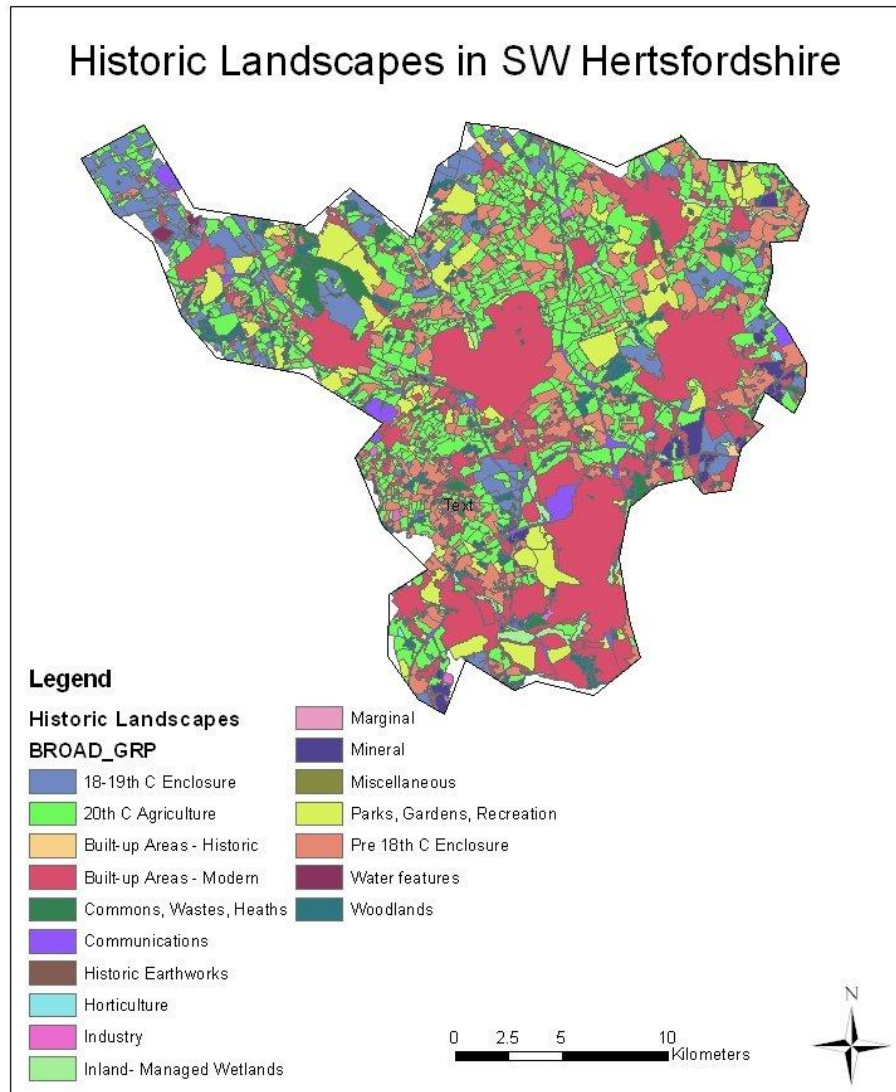 Historic Landscapes in SW Hertsfordshire
Text
Legend
Historic Landscapes
BROAD_GRP
18-19th C Enclosure
20th C Agriculture
Built-up Areas - Historic
Built-up Areas - Modern
Commons, Wastes, Heaths
Communications
Historic Earthworks
Horticulture
Industry
Inland- Managed Wetlands
Marginal
Mineral
Miscellaneous
Parks, Gardens, Recreation
Pre 18th C Enclosure
Water features
Woodlands
0 2.5 5 10
Kilometers
N